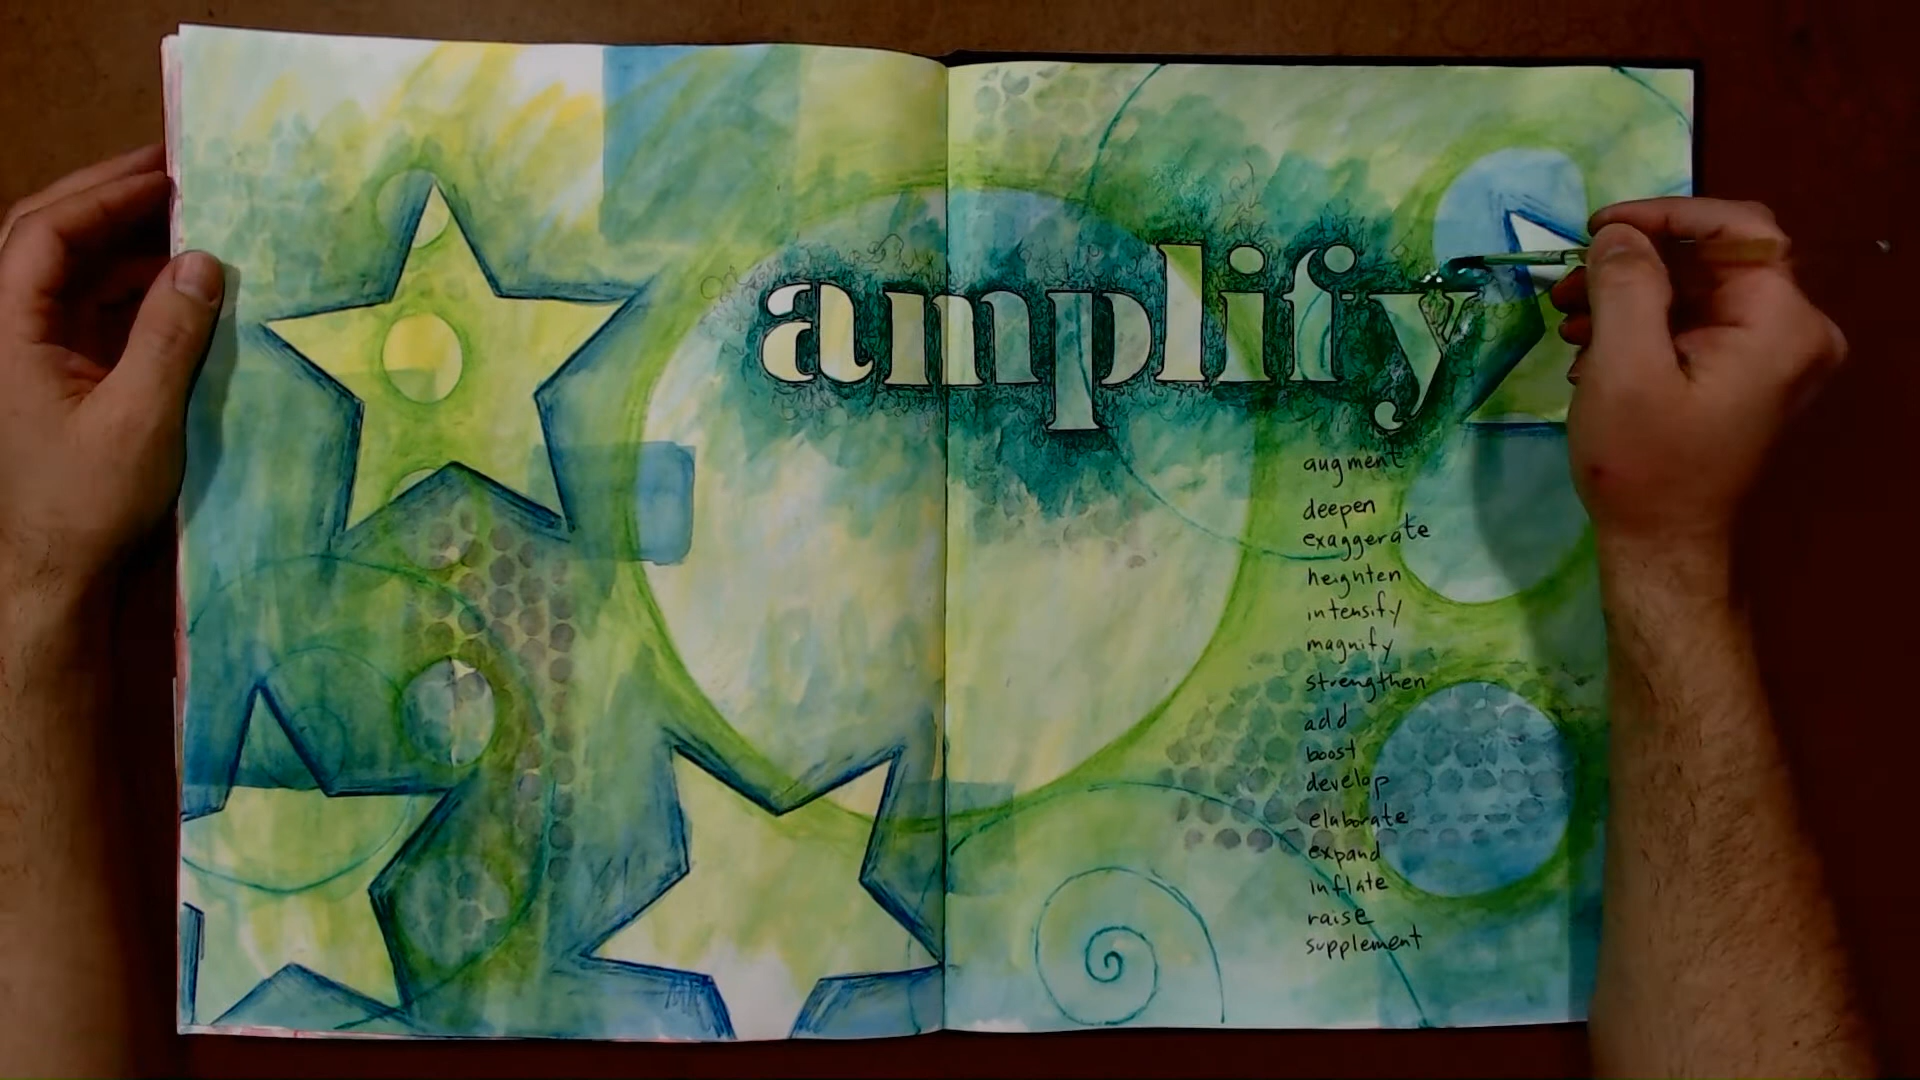 amplify
augment
deepen
exaggerate
heighten
intensify
magnify
strengthen
add
boost
develop
elaborate
expand
inflate
raise
supplement